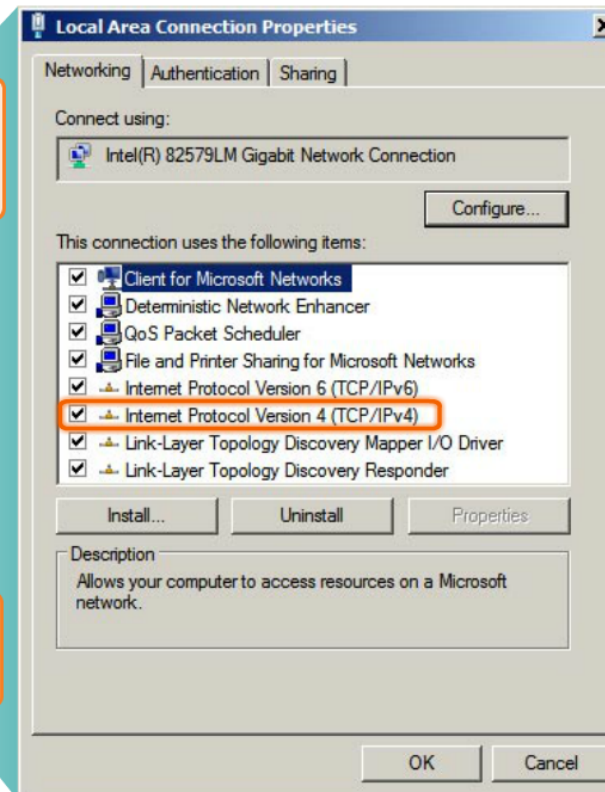 Local Area Connection Properties
Networking Authentication Sharing
Connect using:
Intel(R) 82579LM Gigabit Network Connection
Configure...
This connection uses the following items:
Client for Microsoft Networks
Deterministic Network Enhancer
QoS Packet Scheduler
File and Printer Sharing for Microsoft Networks
Internet Protocol Version 6 (TCP/IPv6)
Internet Protocol Version 4 (TCP/IPv4)
Link-Layer Topology Discovery Mapper I/O Driver
Link-Layer Topology Discovery Responder
Install... Uninstall Properties
Description
Allows your computer to access resources on a Microsoft
network.
OK Cancel